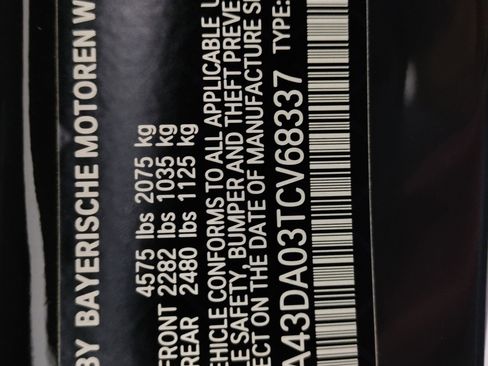 BY BAYERISCHE MOTOREN W
4575 lbs 2075 kg
FRONT 2282 lbs 1035 kg
REAR 2480 lbs 1125 kg
EHICLE CONFORMS TO ALL APPLICABLE U
LE SAFETY, BUMPER AND THEFT PREVE
ECT ON THE DATE OF MANUFACTURE S
A43DA03TCV68337 TYPE: